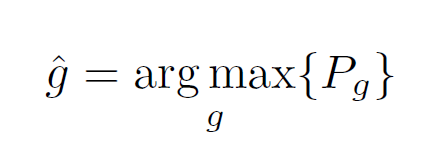 ĝ = arg max{P_g}
g